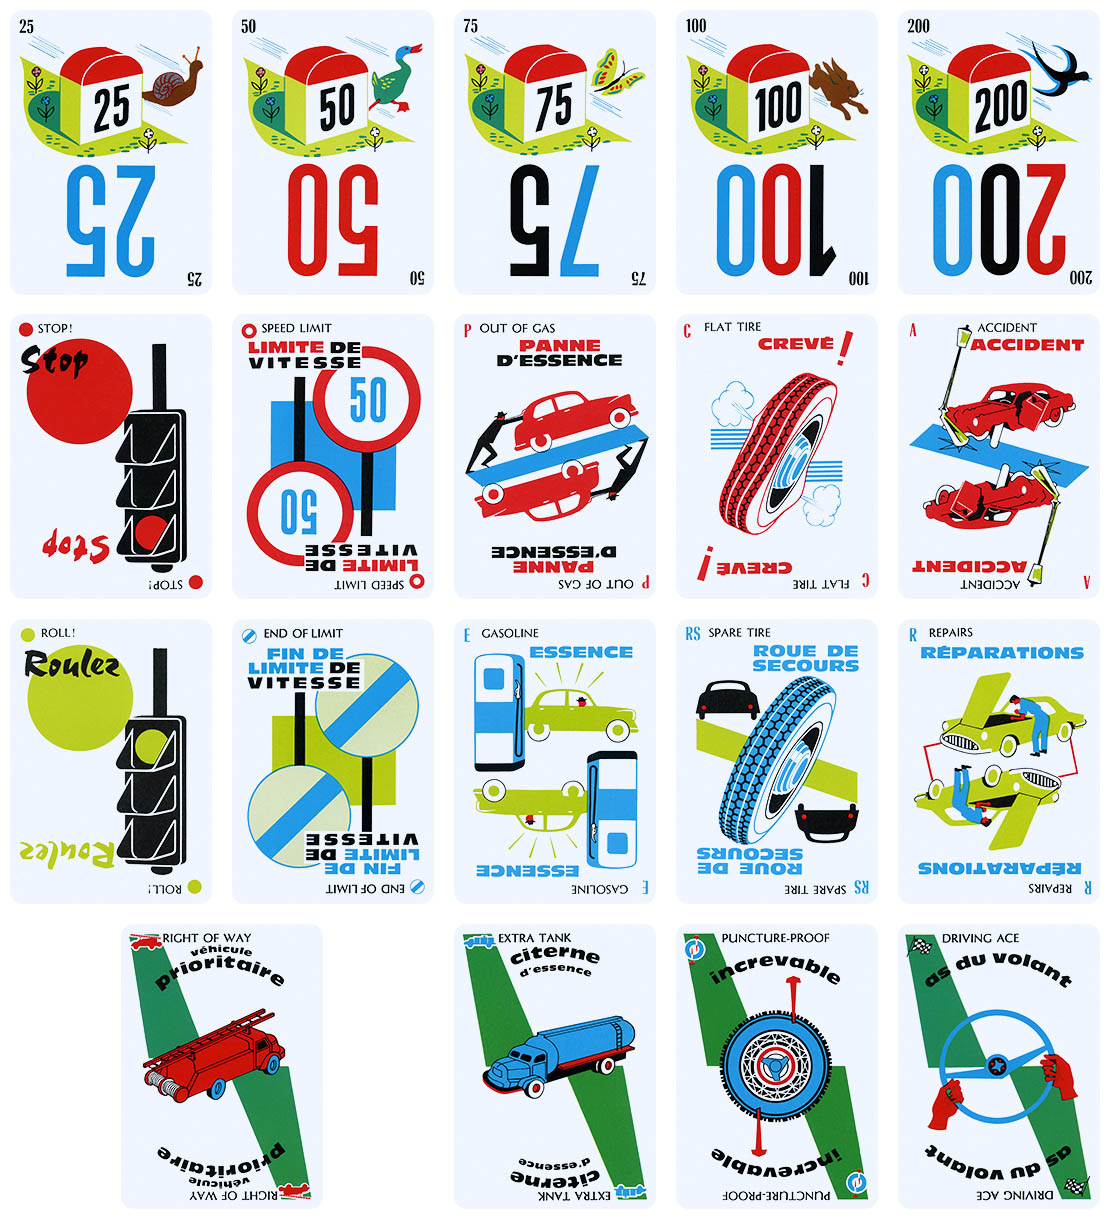 25
25
25
25
50
50
50
50
75
75
75
75
100
100
100
100
200
200
200
200
STOP!
Stop
Stop
STOP!
SPEED LIMIT
LIMITE DE
VITESSE
50
50
LIMITE DE
VITESSE
SPEED LIMIT
P OUT OF GAS
PANNE
D'ESSENCE
PANNE
D'ESSENCE
P OUT OF GAS
C FLAT TIRE
CREVÉ!
CREVÉ!
C FLAT TIRE
A ACCIDENT
ACCIDENT
ACCIDENT
A ACCIDENT
ROLL!
Roulez
Roulez
ROLL!
END OF LIMIT
FIN DE
LIMITE DE
VITESSE
FIN DE
LIMITE DE
VITESSE
END OF LIMIT
E GASOLINE
ESSENCE
ESSENCE
E GASOLINE
RS SPARE TIRE
ROUE DE
SECOURS
ROUE DE
SECOURS
RS SPARE TIRE
R REPAIRS
RÉPARATIONS
RÉPARATIONS
R REPAIRS
RIGHT OF WAY
véhicule
prioritaire
prioritaire
véhicule
RIGHT OF WAY
EXTRA TANK
citerne
d'essence
citerne
d'essence
EXTRA TANK
PUNCTURE-PROOF
increvable
increvable
PUNCTURE-PROOF
DRIVING ACE
as du volant
as du volant
DRIVING ACE